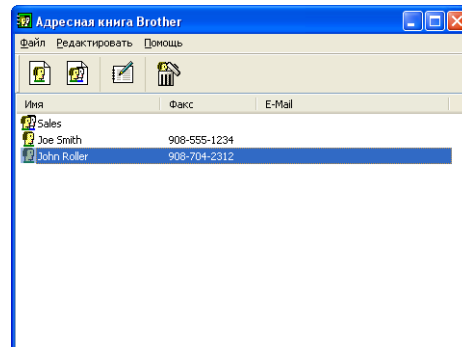 Адресная книга Brother
Файл Редактировать Помощь
Имя Факс E-Mail
Sales
Joe Smith 908-555-1234
John Roller 908-704-2312